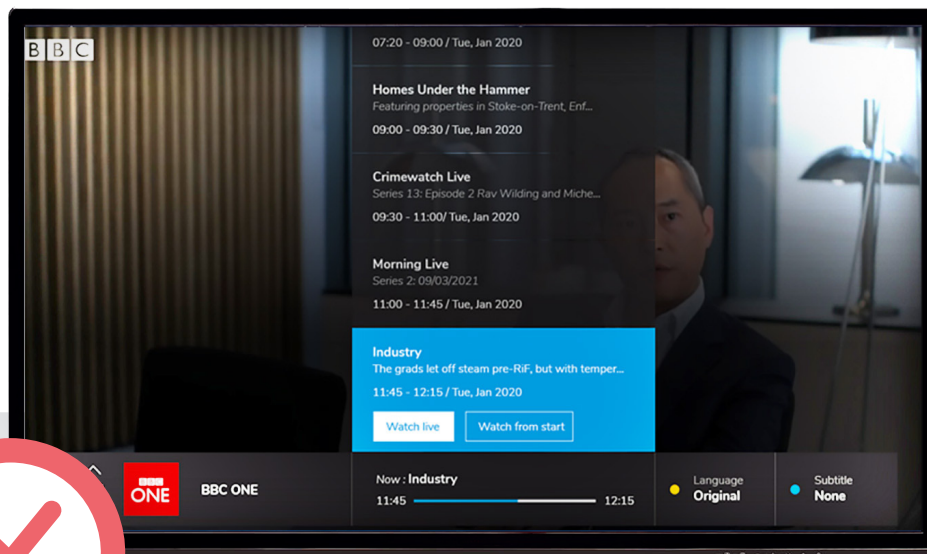 BBC
07:20 - 09:00 / Tue, Jan 2020
Homes Under the Hammer
Featuring properties in Stoke-on-Trent, Enf...
09:00 - 09:30 / Tue, Jan 2020
Crimewatch Live
Series 13: Episode 2 Rav Wilding and Miche...
09:30 - 11:00/ Tue, Jan 2020
Morning Live
Series 2: 09/03/2021
11:00 - 11:45 / Tue, Jan 2020
Industry
The grads let off steam pre-RiF, but with temper...
11:45 - 12:15 / Tue, Jan 2020
Watch live
Watch from start
BBC
ONE
BBC ONE
Now : Industry
11:45
12:15
Language
Original
Subtitle
None